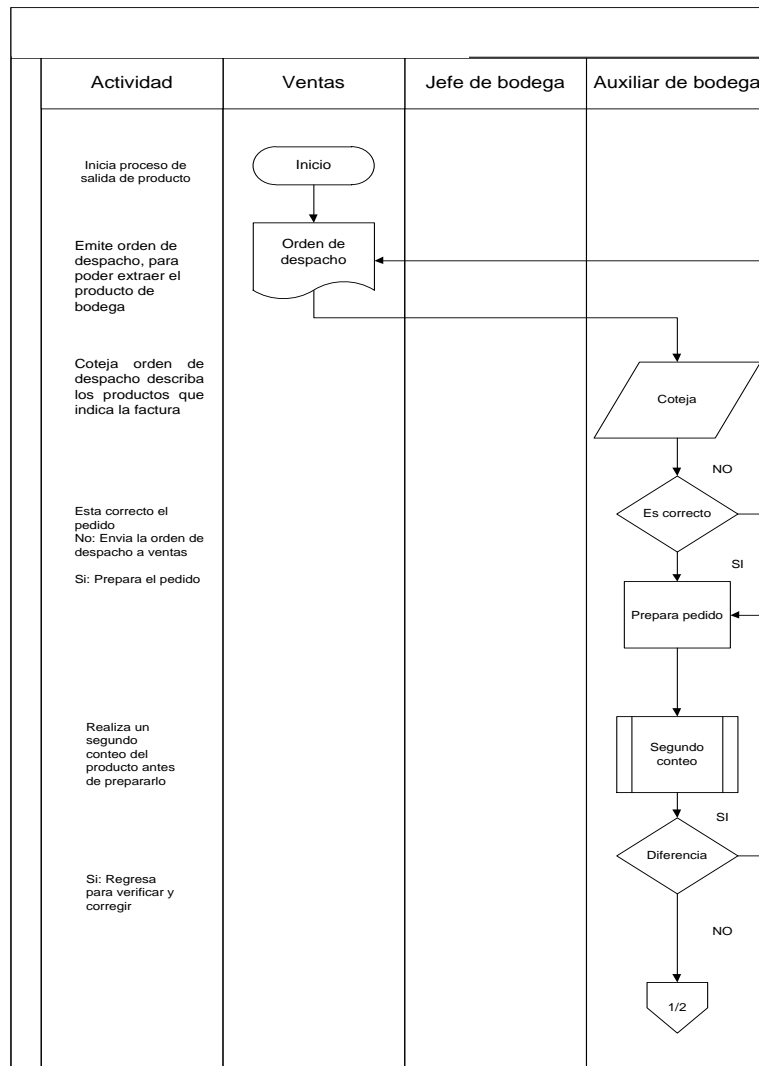 Actividad
Ventas
Jefe de bodega
Auxiliar de bodega
Inicia proceso de
salida de producto
Inicio
Emite orden de
despacho, para
poder extraer el
producto de
bodega
Orden de
despacho
Coteja orden de
despacho describa
los productos que
indica la factura
Coteja
NO
Esta correcto el
pedido
No: Envia la orden de
despacho a ventas
Si: Prepara el pedido
Es correcto
SI
Prepara pedido
Realiza un
segundo
conteo del
producto antes
de prepararlo
Segundo
conteo
SI
Diferencia
Si: Regresa
para verificar y
corregir
NO
1/2